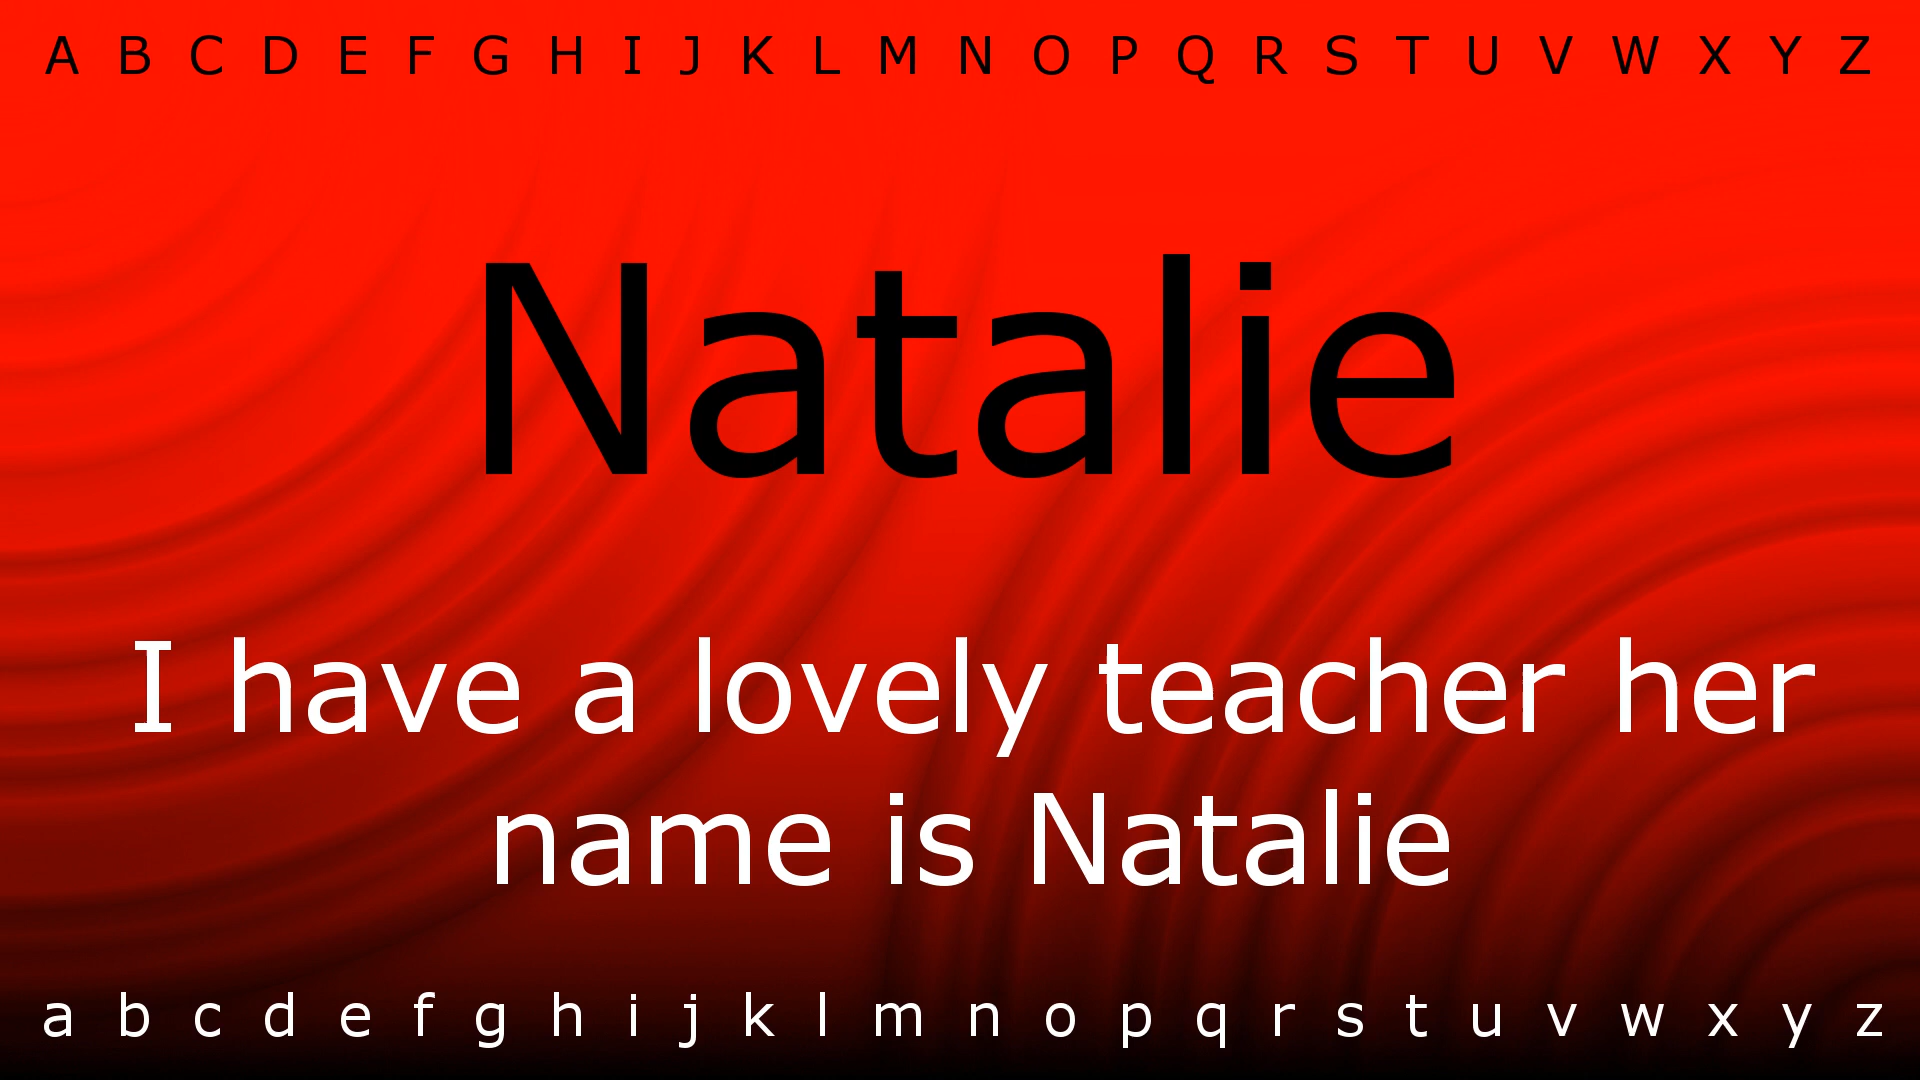 A B C D E F G H I J K L M N O P Q R S T U V W X Y Z
Natalie
I have a lovely teacher her
name is Natalie
a b c d e f g h i j k l m n o p q r s t u v w x y z